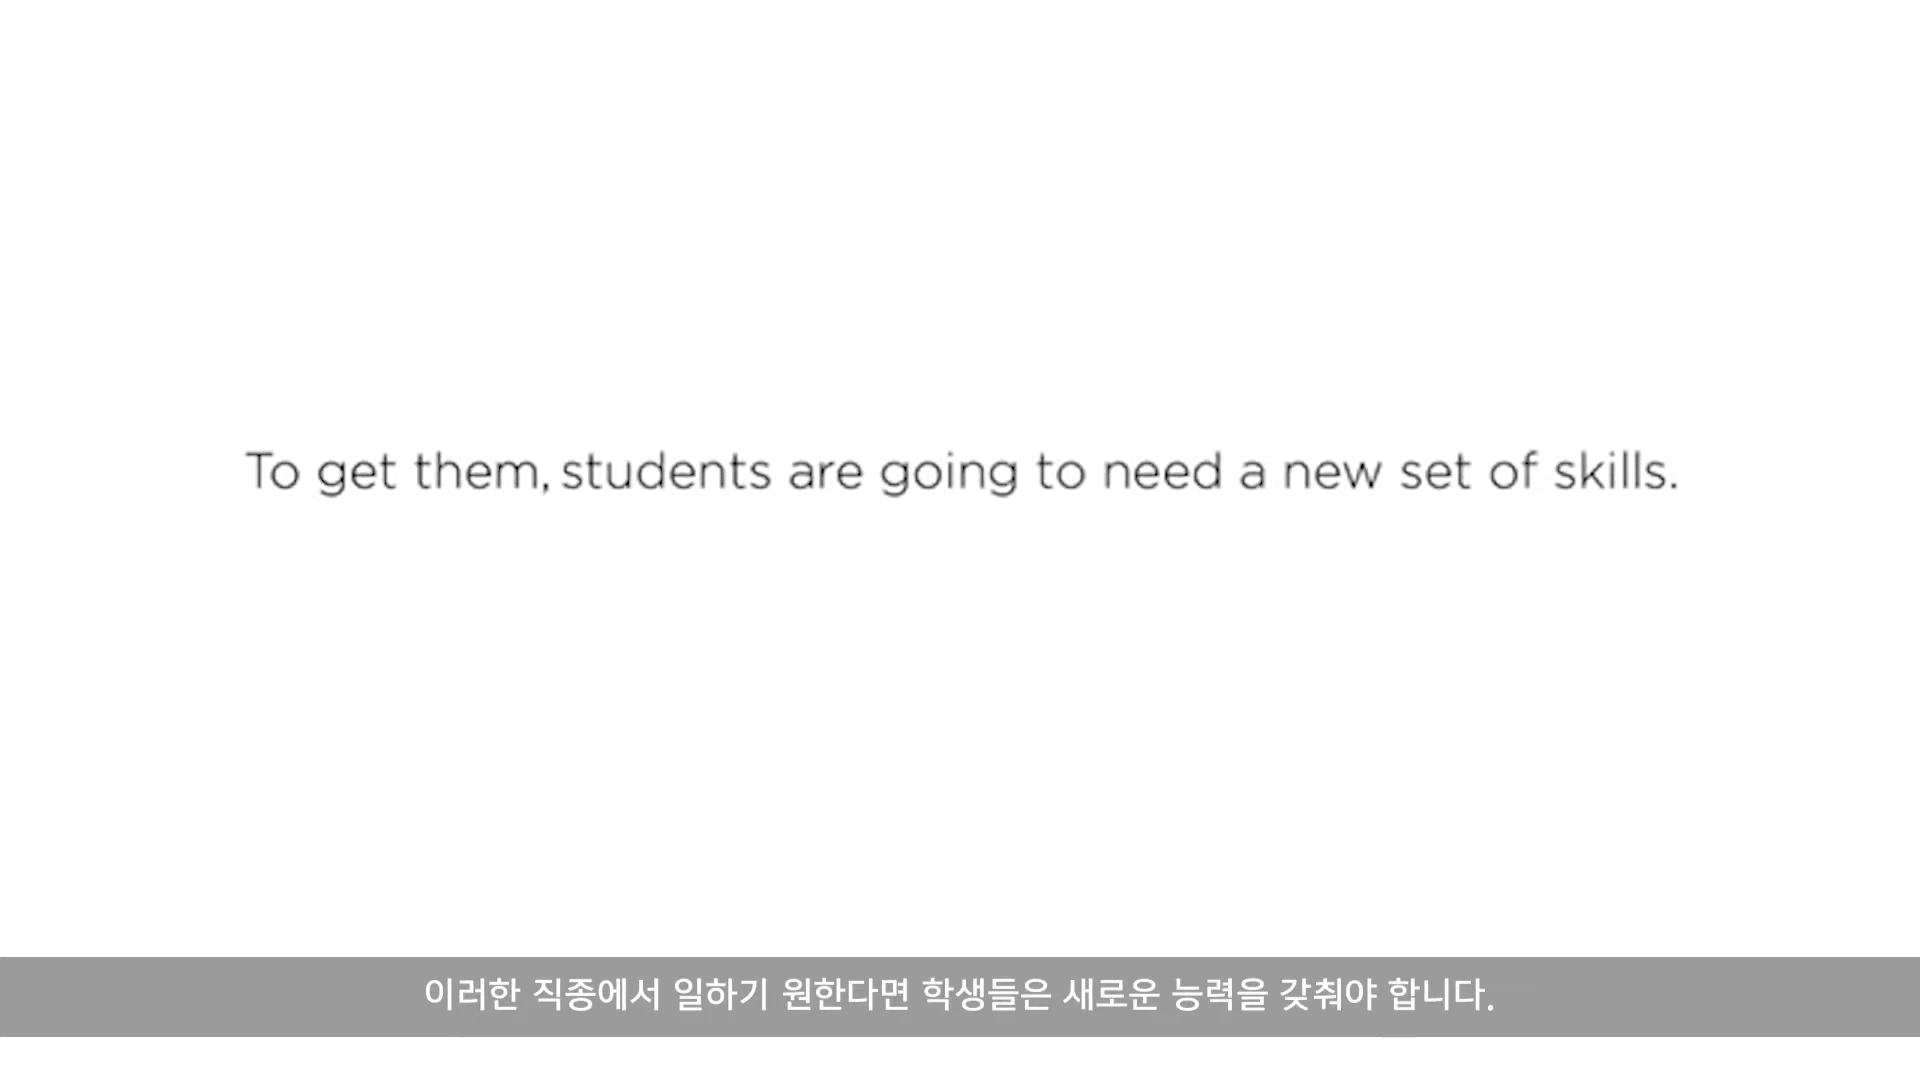 To get them, students are going to need a new set of skills.
이러한 직종에서 일하기 원한다면 학생들은 새로운 능력을 갖춰야 합니다.